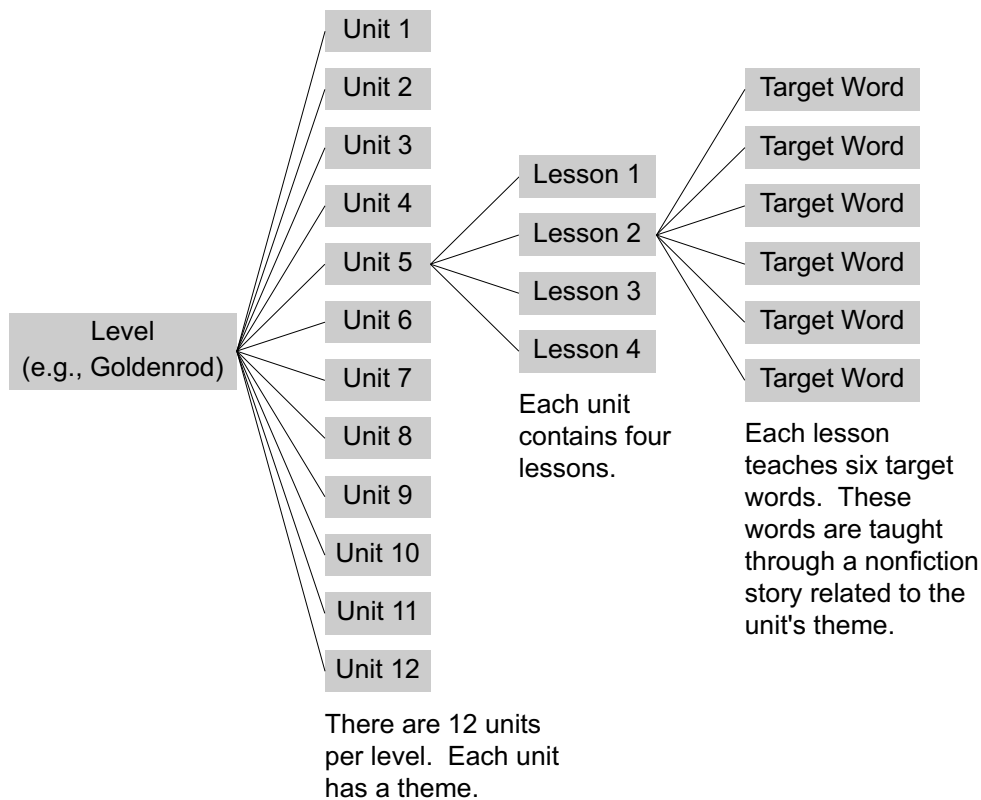 Level
(e.g., Goldenrod)
Unit 1
Unit 2
Unit 3
Unit 4
Unit 5
Unit 6
Unit 7
Unit 8
Unit 9
Unit 10
Unit 11
Unit 12
There are 12 units
per level.  Each unit
has a theme.
Lesson 1
Lesson 2
Lesson 3
Lesson 4
Each unit
contains four
lessons.
Target Word
Target Word
Target Word
Target Word
Target Word
Target Word
Each lesson
teaches six target
words.  These
words are taught
through a nonfiction
story related to the
unit's theme.